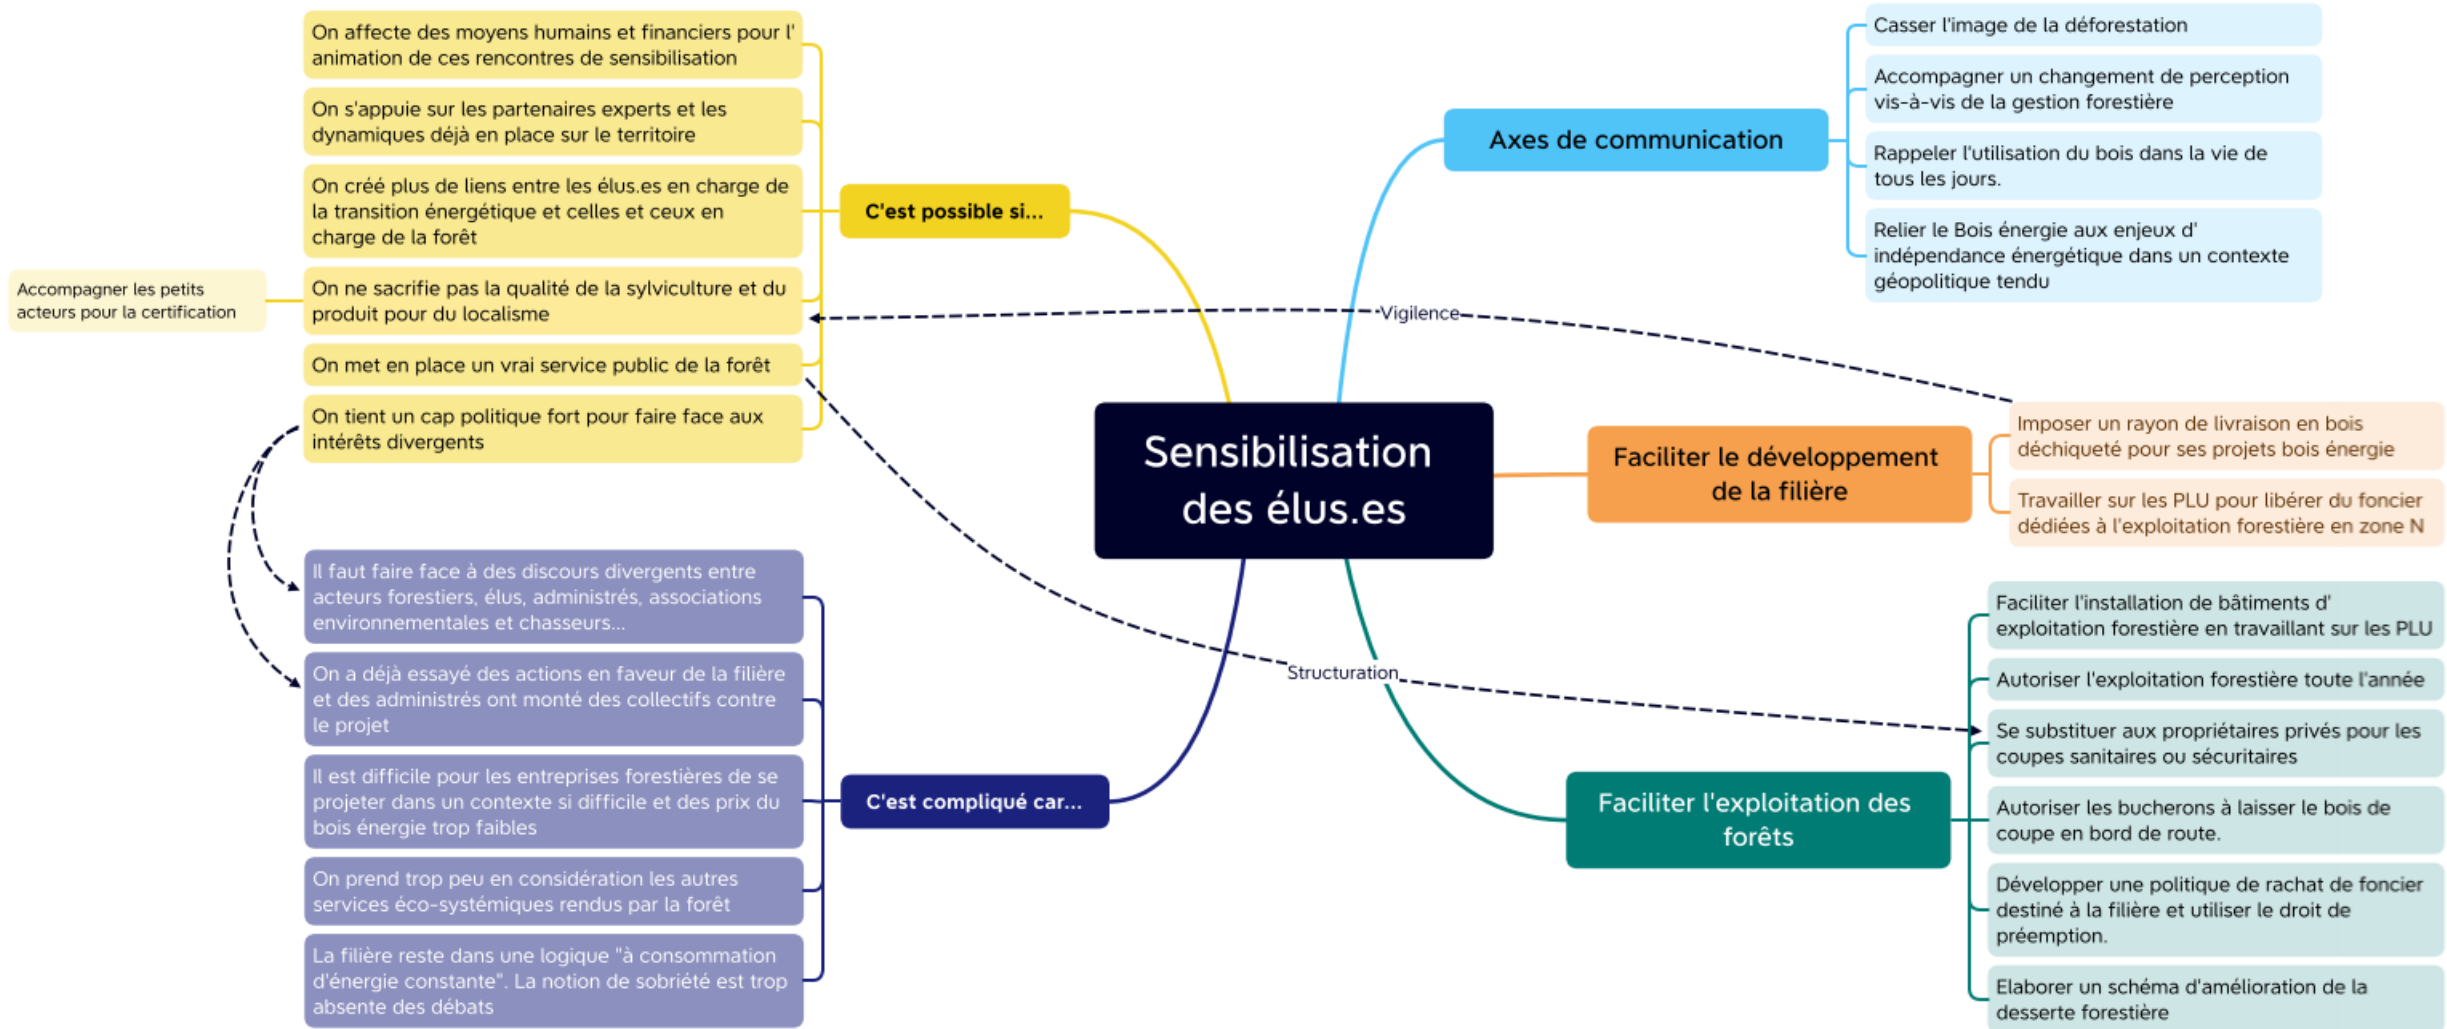 On affecte des moyens humains et financiers pour l'
animation de ces rencontres de sensibilisation
On s'appuie sur les partenaires experts et les
dynamiques déjà en place sur le territoire
On créé plus de liens entre les élus.es en charge de
la transition énergétique et celles et ceux en
charge de la forêt
On ne sacrifie pas la qualité de la sylviculture et du
produit pour du localisme
Accompagner les petits
acteurs pour la certification
On met en place un vrai service public de la forêt
On tient un cap politique fort pour faire face aux
intérêts divergents
C'est possible si...
Axes de communication
Casser l'image de la déforestation
Accompagner un changement de perception
vis-à-vis de la gestion forestière
Rappeler l'utilisation du bois dans la vie de
tous les jours.
Relier le Bois énergie aux enjeux d'
indépendance énergétique dans un contexte
géopolitique tendu
Vigilence
Sensibilisation
des élus.es
Faciliter le développement
de la filière
Imposer un rayon de livraison en bois
déchiqueté pour ses projets bois énergie
Travailler sur les PLU pour libérer du foncier
dédiées à l'exploitation forestière en zone N
Structuration
Il faut faire face à des discours divergents entre
acteurs forestiers, élus, administrés, associations
environnementales et chasseurs...
On a déjà essayé des actions en faveur de la filière
et des administrés ont monté des collectifs contre
le projet
Il est difficile pour les entreprises forestières de se
projeter dans un contexte si difficile et des prix du
bois énergie trop faibles
On prend trop peu en considération les autres
services éco-systémiques rendus par la forêt
La filière reste dans une logique "à consommation
d'énergie constante". La notion de sobriété est trop
absente des débats
C'est compliqué car...
Faciliter l'exploitation des
forêts
Faciliter l'installation de bâtiments d'
exploitation forestière en travaillant sur les PLU
Autoriser l'exploitation forestière toute l'année
Se substituer aux propriétaires privés pour les
coupes sanitaires ou sécuritaires
Autoriser les bucherons à laisser le bois de
coupe en bord de route.
Développer une politique de rachat de foncier
destiné à la filière et utiliser le droit de
préemption.
Elaborer un schéma d'amélioration de la
desserte forestière